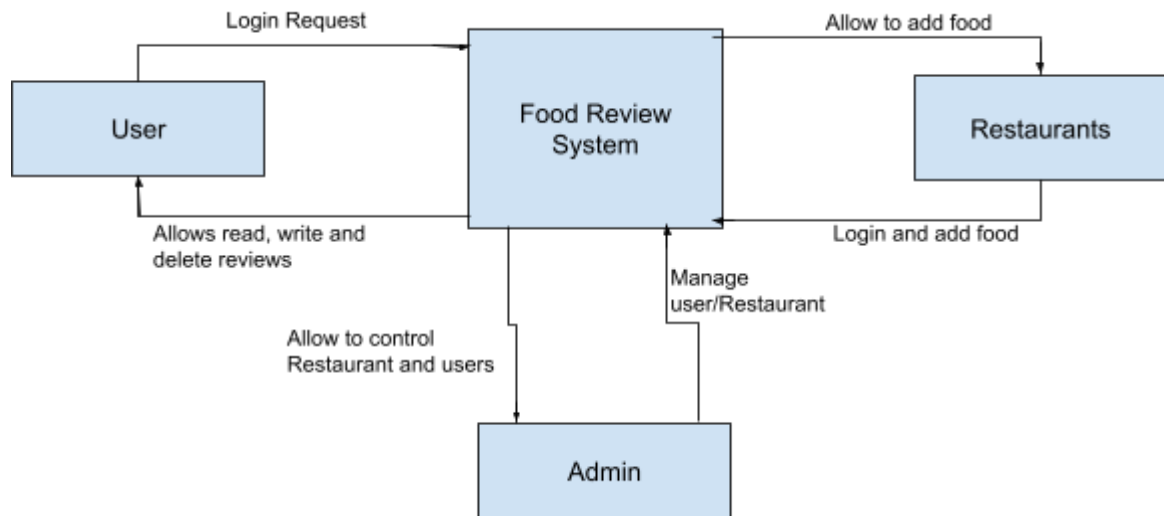 Login Request
Allow to add food
User
Food Review
System
Restaurants
Allows read, write and
delete reviews
Login and add food
Manage
user/Restaurant
Allow to control
Restaurant and users
Admin